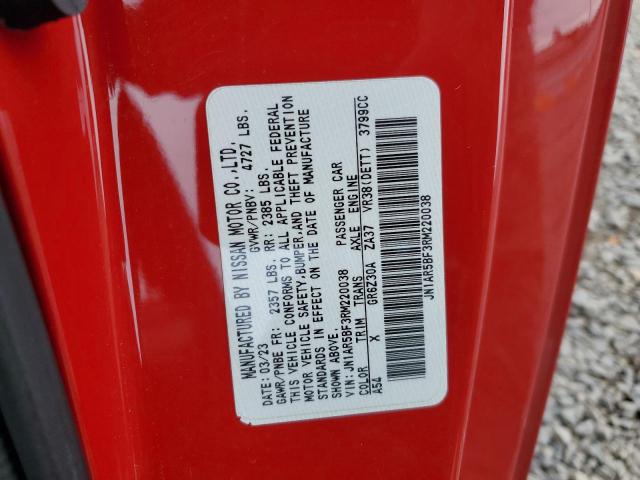 MANUFACTURED BY NISSAN MOTOR CO.,LTD.
DATE: 03/23 GVWR/PNBV: 4727 LBS.
GAWR/PNBE FR: 2357 LBS. RR: 2385 LBS.
THIS VEHICLE CONFORMS TO ALL APPLICABLE FEDERAL
MOTOR VEHICLE SAFETY,BUMPER,AND THEFT PREVENTION
STANDARDS IN EFFECT ON THE DATE OF MANUFACTURE
SHOWN ABOVE.
VIN:JN1AR5BF3RM220038 PASSENGER CAR
COLOR TRIM TRANS AXLE ENGINE
A54 X GR6Z30A ZA37 VR38(DETT) 3799CC
JN1AR5BF3RM220038